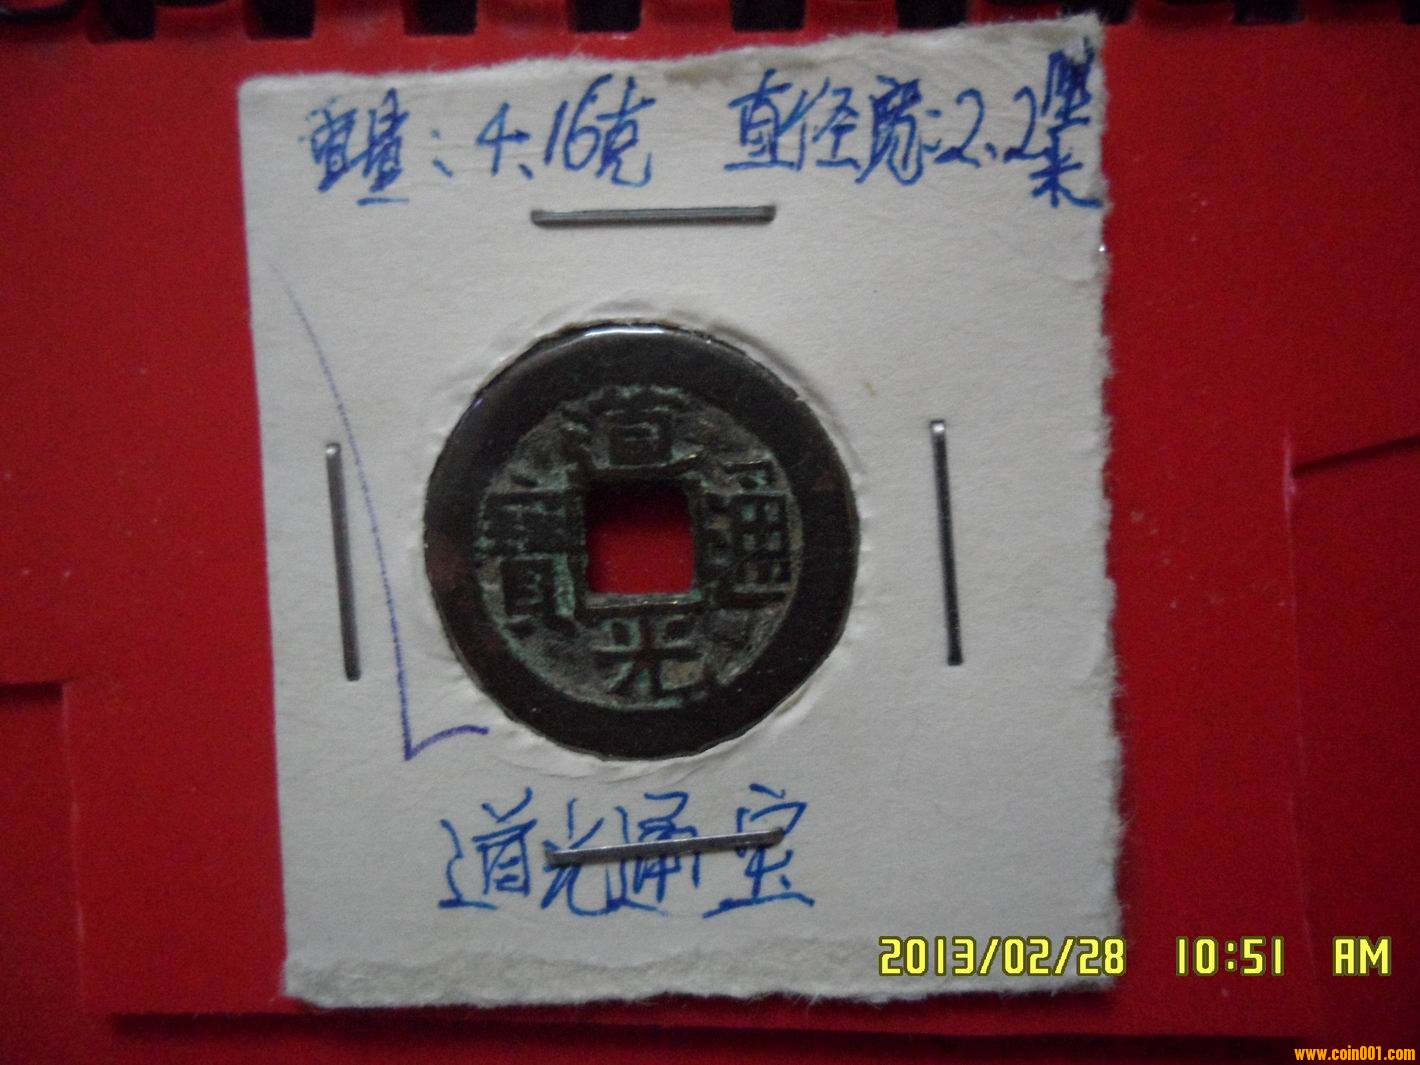 重量：4.16克 直径宽：2.2厘米
道光通寳
道光通宝
2013/02/28 10:51 AM
www.coin001.com